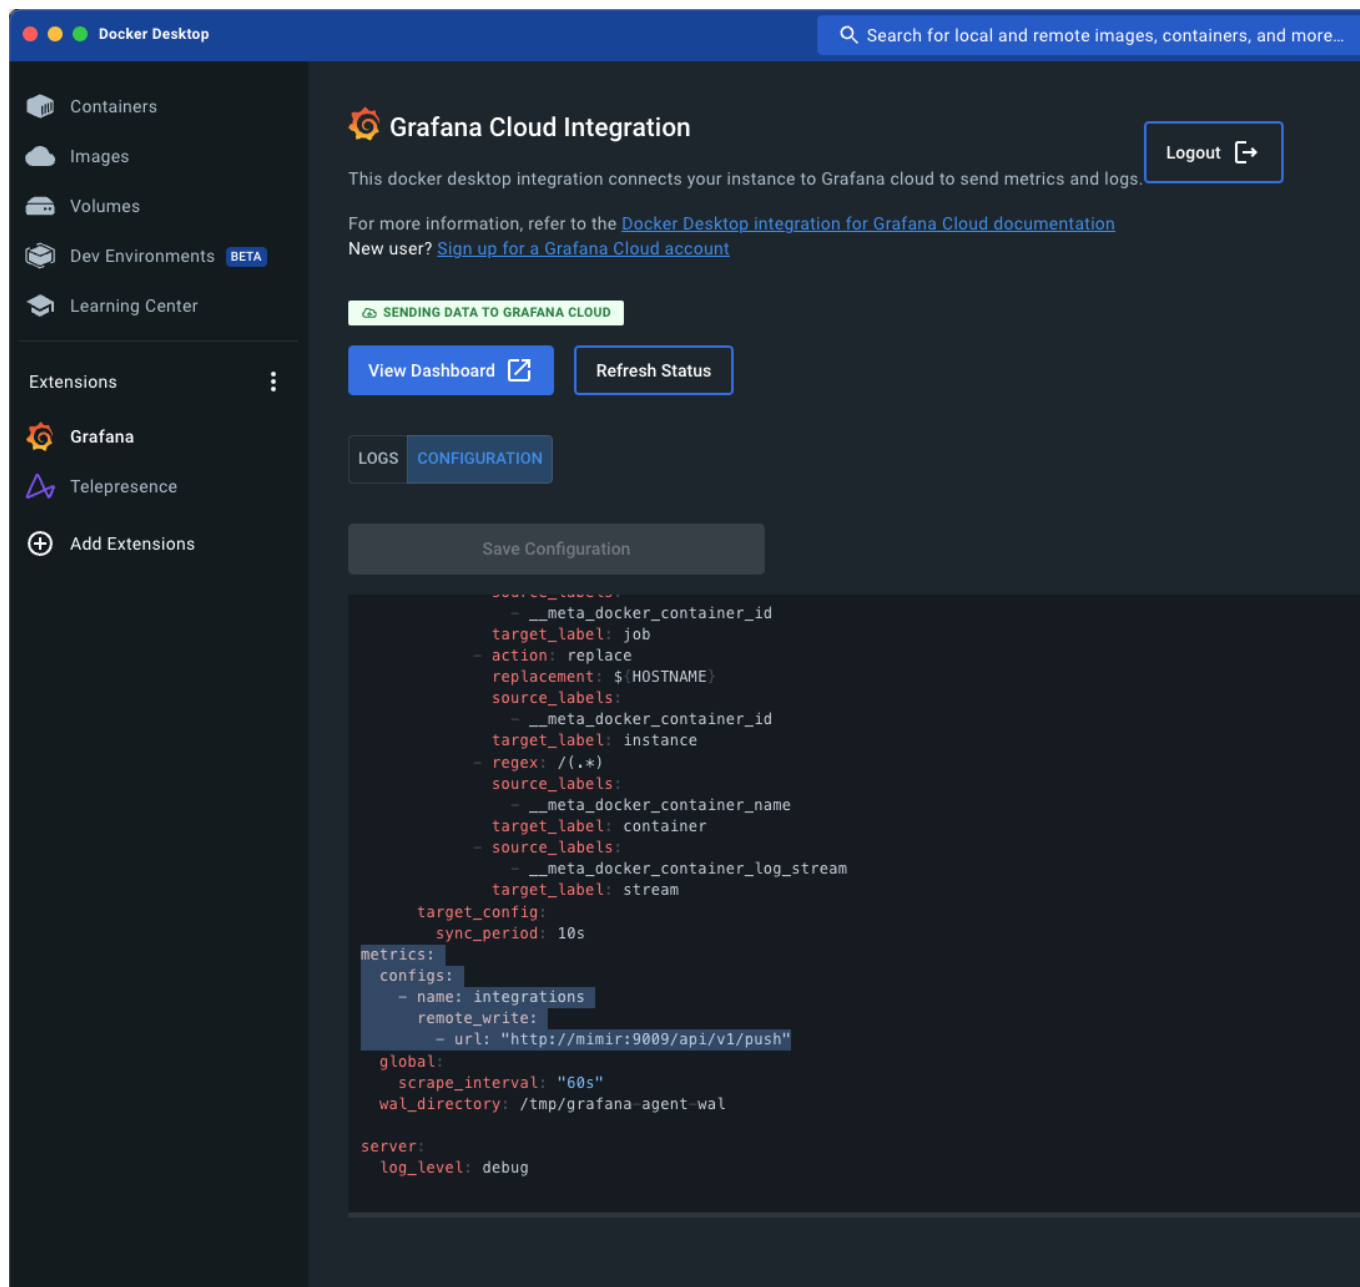 Docker Desktop
Search for local and remote images, containers, and more...
Containers
Images
Volumes
Dev Environments BETA
Learning Center
Extensions
Grafana
Telepresence
Add Extensions
Grafana Cloud Integration
Logout
This docker desktop integration connects your instance to Grafana cloud to send metrics and logs.
For more information, refer to the Docker Desktop integration for Grafana Cloud documentation
New user? Sign up for a Grafana Cloud account
SENDING DATA TO GRAFANA CLOUD
View Dashboard
Refresh Status
LOGS CONFIGURATION
Save Configuration
source_labels:
- __meta_docker_container_id
target_label: job
- action: replace
replacement: ${HOSTNAME}
source_labels:
- __meta_docker_container_id
target_label: instance
- regex: /(.*)
source_labels:
- __meta_docker_container_name
target_label: container
- source_labels:
- __meta_docker_container_log_stream
target_label: stream
target_config:
sync_period: 10s
metrics:
configs:
- name: integrations
remote_write:
- url: "http://mimir:9009/api/v1/push"
global:
scrape_interval: "60s"
wal_directory: /tmp/grafana-agent-wal
server:
log_level: debug